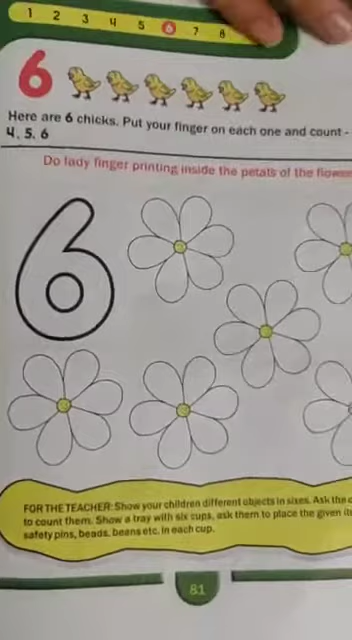 1 2 3 4 5 6 7 8
6
Here are 6 chicks. Put your finger on each one and count -
4, 5, 6
Do lady finger printing inside the petals of the flowe
6
FOR THE TEACHER: Show your children different objects in sixes. Ask the
to count them. Show a tray with six cups, ask them to place the given
safety pins, beads, beans etc. in each cup.
81